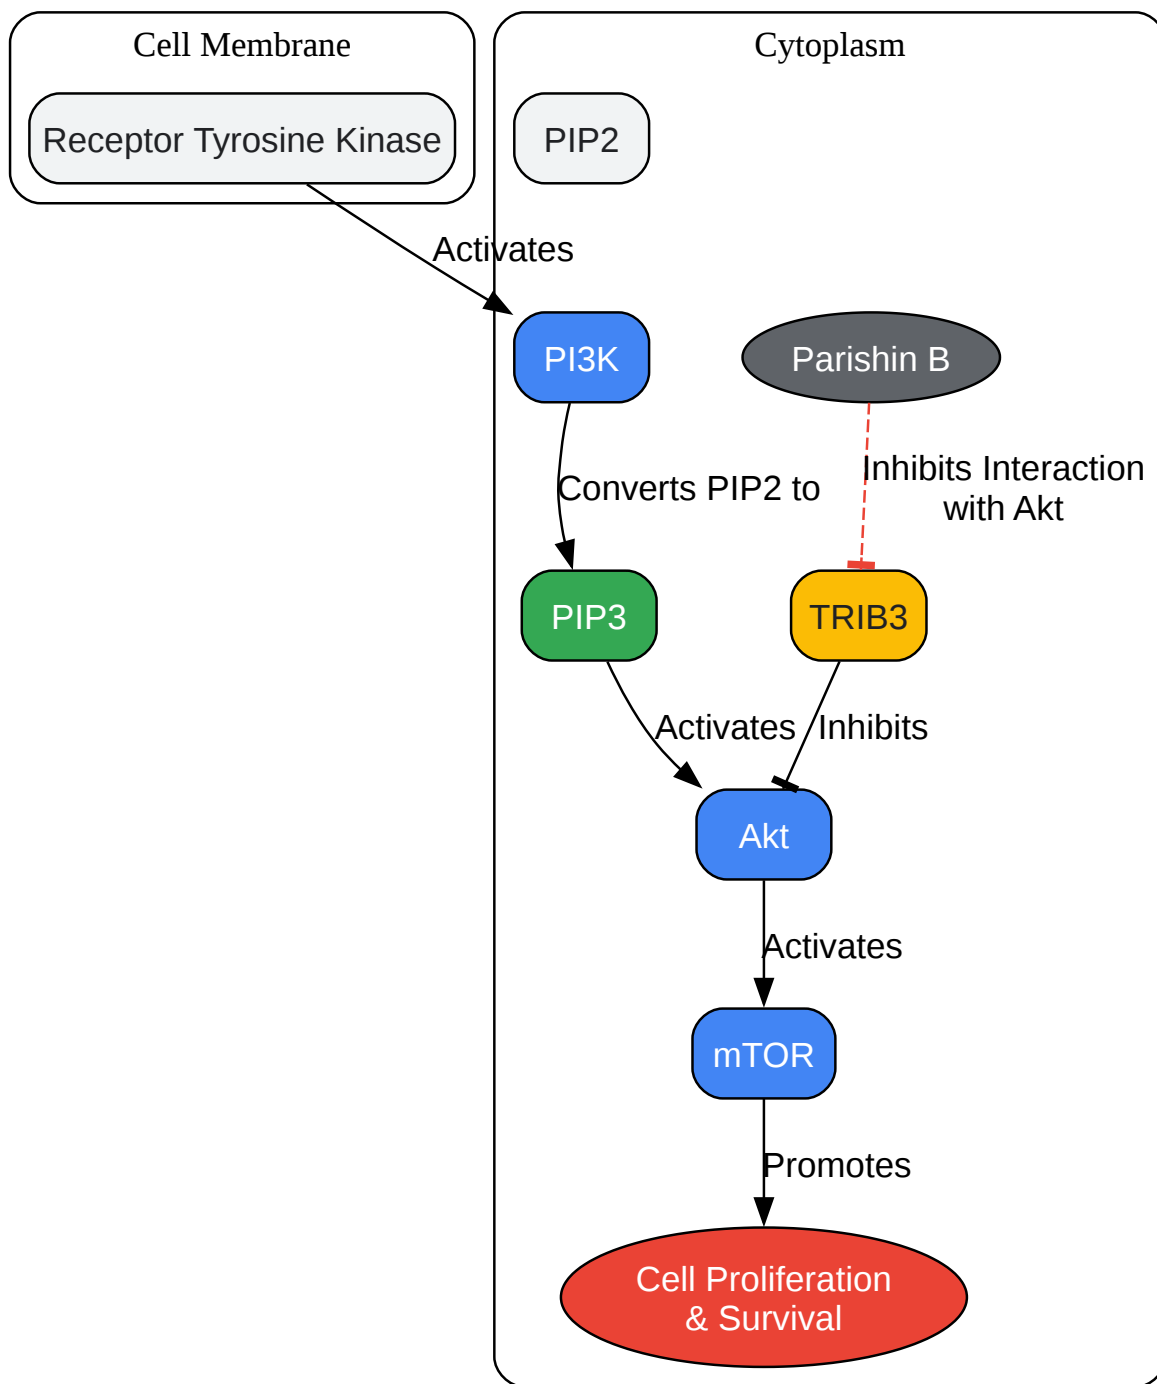 Cell Membrane
Cytoplasm
Receptor Tyrosine Kinase
PIP2
Activates
PI3K
Parishin B
Converts PIP2 to
Inhibits Interaction
with Akt
PIP3
TRIB3
Activates
Inhibits
Akt
Activates
mTOR
Promotes
Cell Proliferation
& Survival